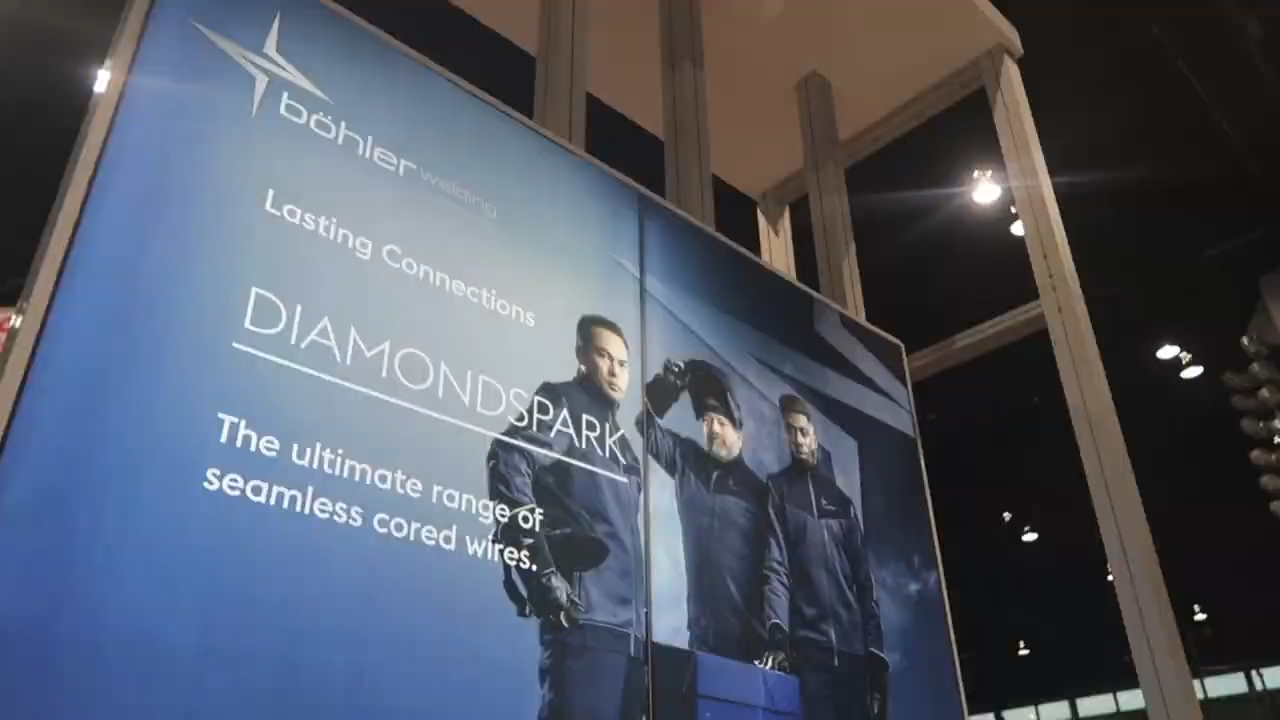 böhler welding
Lasting Connections
DIAMONDSPARK
The ultimate range of
seamless cored wires.